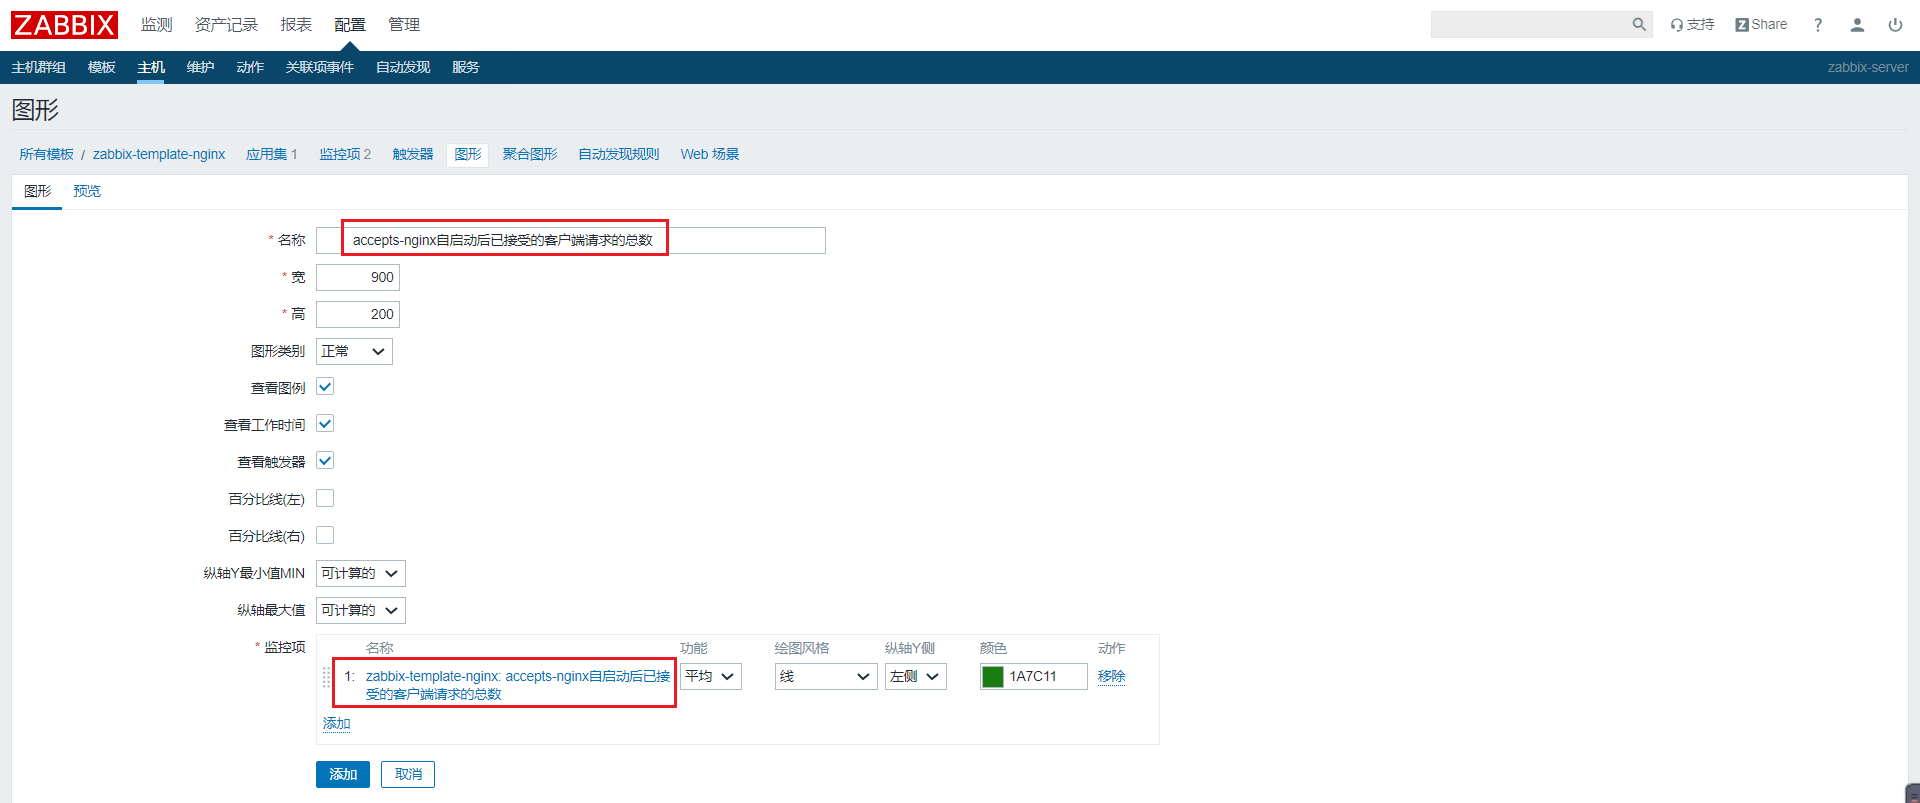 ZABBIX 监测 资产记录 报表 配置 管理 支持 Z Share ?
主机群组 模板 主机 维护 动作 关联项事件 自动发现 服务 zabbix-server
图形
所有模板 / zabbix-template-nginx 应用集 1 监控项 2 触发器 图形 聚合图形 自动发现规则 Web 场景
图形 预览
* 名称 accepts-nginx自启动后已接受的客户端请求的总数
* 宽 900
* 高 200
图形类别 正常
查看图例
查看工作时间
查看触发器
百分比线(左)
百分比线(右)
纵轴Y最小值MIN 可计算的
纵轴最大值 可计算的
* 监控项 名称 功能 绘图风格 纵轴Y侧 颜色 动作
1: zabbix-template-nginx: accepts-nginx自启动后已接 平均 线 左侧 1A7C11 移除
受的客户端请求的总数
添加
添加 取消